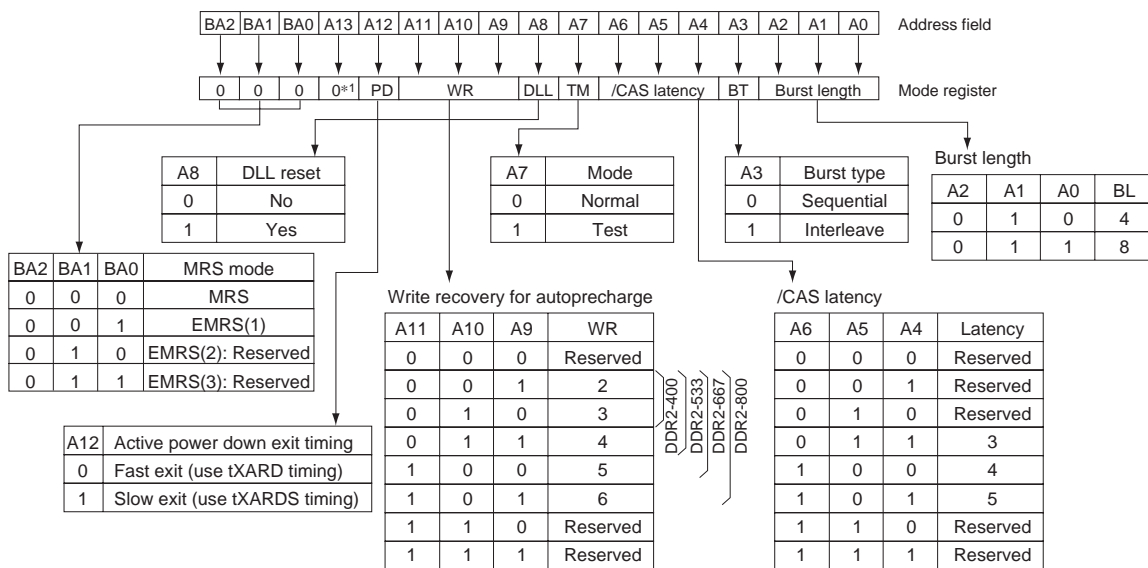 BA2 BA1 BA0 A13 A12 A11 A10 A9 A8 A7 A6 A5 A4 A3 A2 A1 A0 Address field
0 0 0 0*1 PD WR DLL TM /CAS latency BT Burst length Mode register
A8 DLL reset
0 No
1 Yes
A7 Mode
0 Normal
1 Test
A3 Burst type
0 Sequential
1 Interleave
Burst length
A2 A1 A0 BL
0 1 0 4
0 1 1 8
BA2 BA1 BA0 MRS mode
0 0 0 MRS
0 0 1 EMRS(1)
0 1 0 EMRS(2): Reserved
0 1 1 EMRS(3): Reserved
A12 Active power down exit timing
0 Fast exit (use tXARD timing)
1 Slow exit (use tXARDS timing)
Write recovery for autoprecharge
A11 A10 A9 WR
0 0 0 Reserved
0 0 1 2
0 1 0 3
0 1 1 4
1 0 0 5
1 0 1 6
1 1 0 Reserved
1 1 1 Reserved
DDR2-400
DDR2-533
DDR2-667
DDR2-800
/CAS latency
A6 A5 A4 Latency
0 0 0 Reserved
0 0 1 Reserved
0 1 0 Reserved
0 1 1 3
1 0 0 4
1 0 1 5
1 1 0 Reserved
1 1 1 Reserved